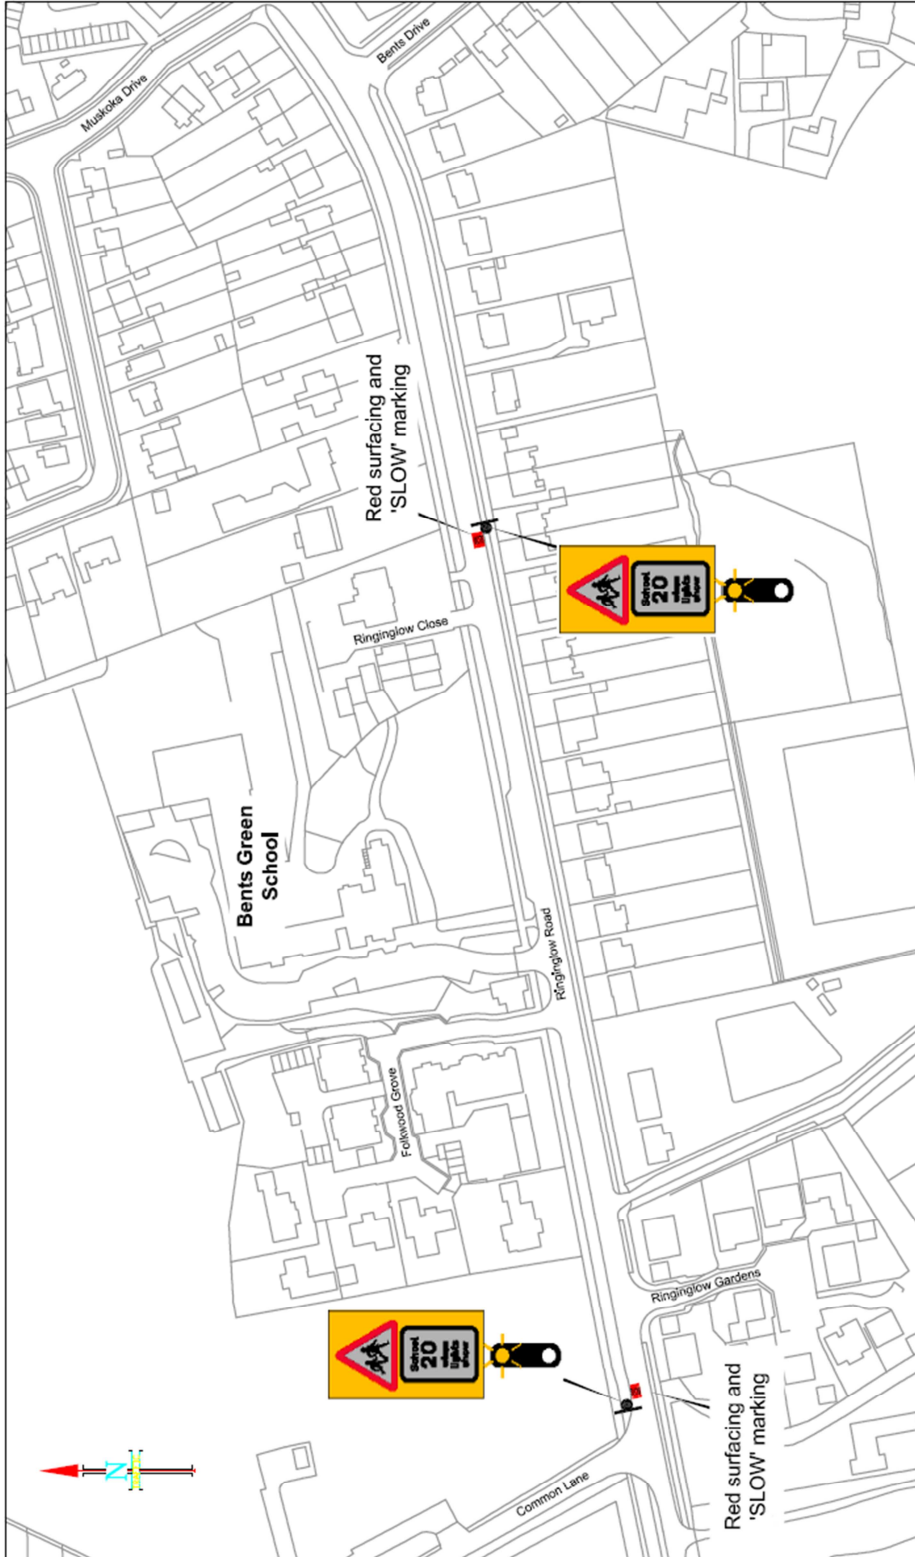 Muskoka Drive
Bents Drive
Red surfacing and
'SLOW' marking
Ringinglow Close
School
20
when
lights
show
Bents Green
School
Ringinglow Road
Folkwood Grove
School
20
when
lights
show
Ringinglow Gardens
Red surfacing and
'SLOW' marking
Common Lane
N